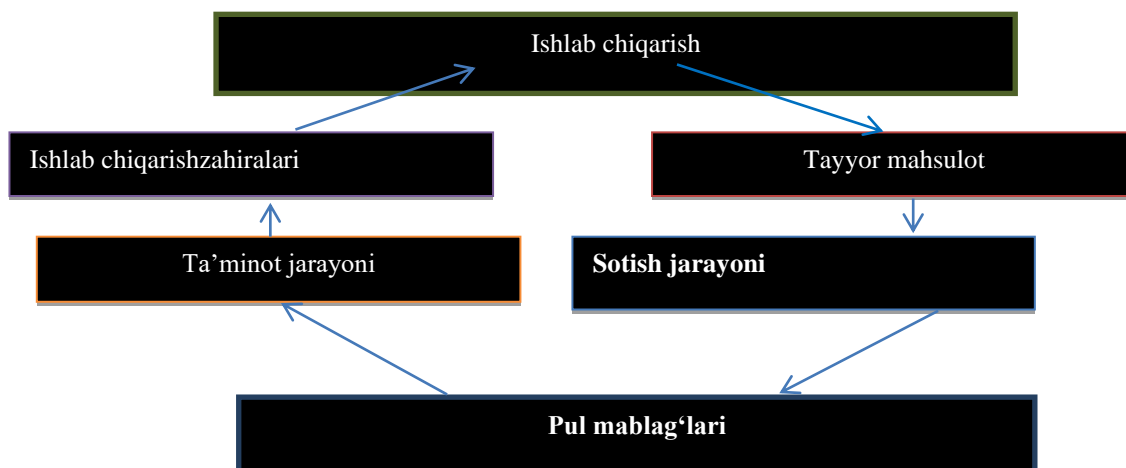 Ishlab chiqarish
Ishlab chiqarishzahiralari
Tayyor mahsulot
Ta’minot jarayoni
Sotish jarayoni
Pul mablag‘lari